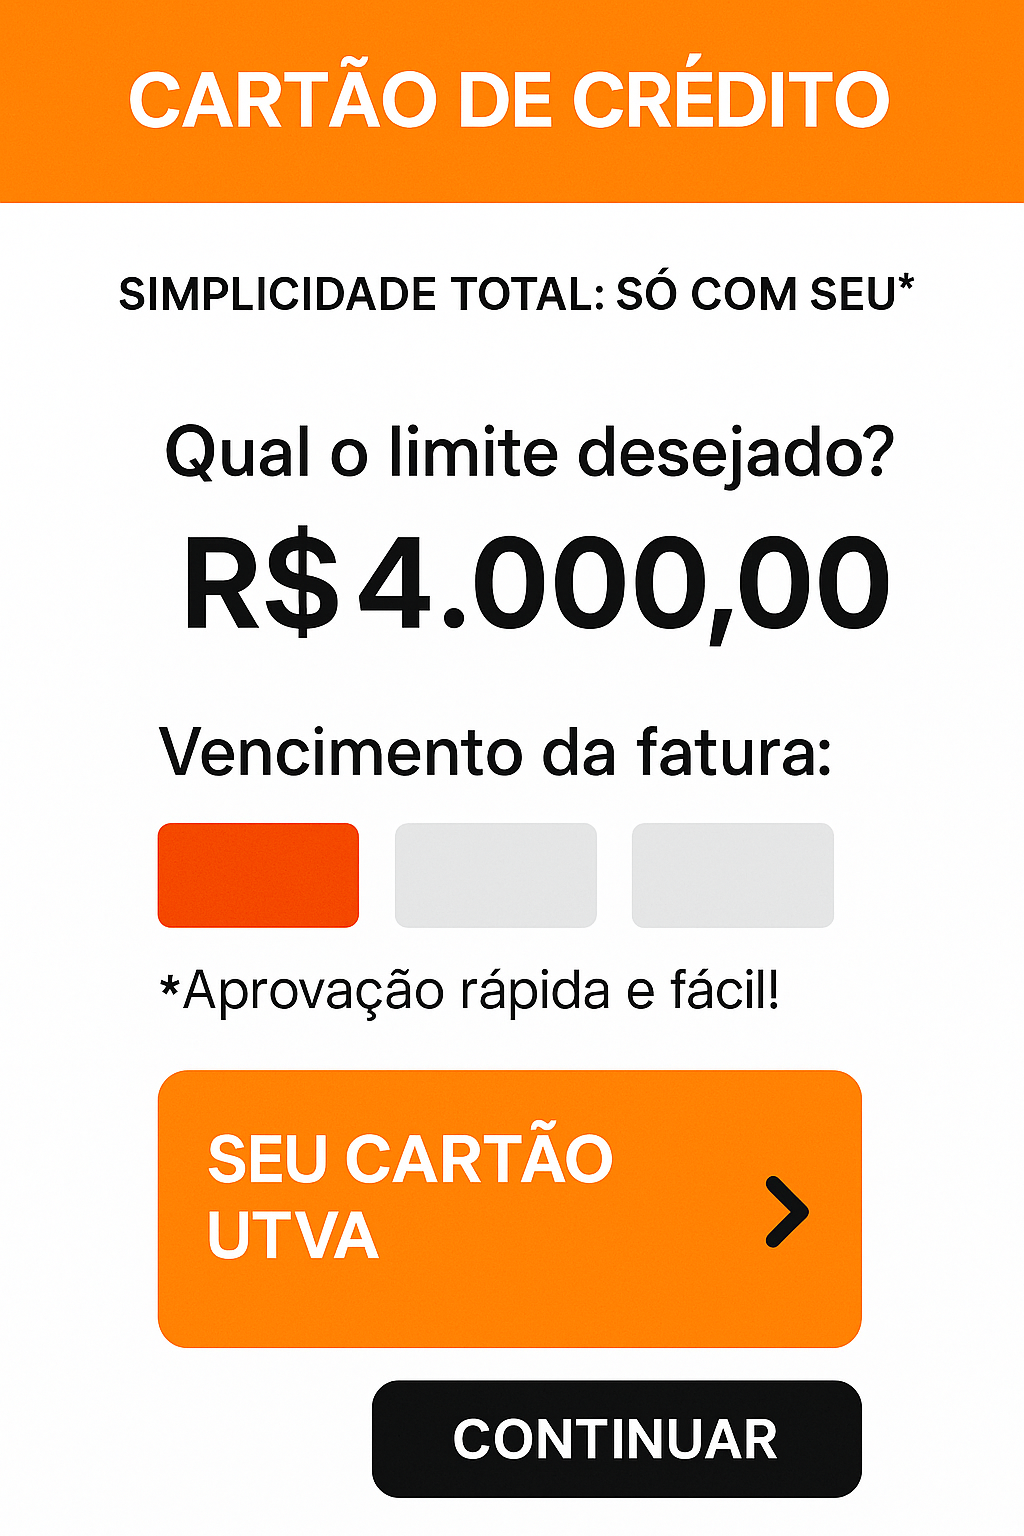 CARTÃO DE CRÉDITO
SIMPLICIDADE TOTAL: SÓ COM SEU*
Qual o limite desejado?
R$ 4.000,00
Vencimento da fatura:
*Aprovação rápida e fácil!
SEU CARTÃO
UTVA
CONTINUAR